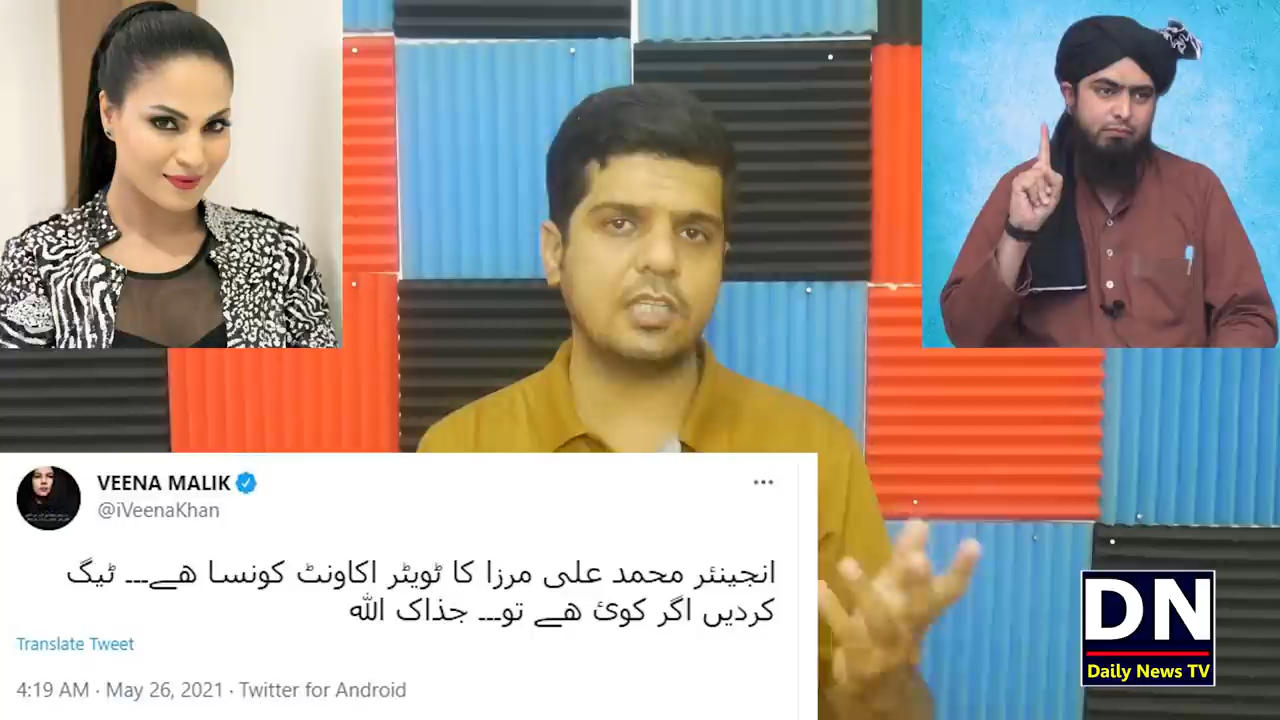 VEENA MALIK
@iVeenaKhan
انجینئر محمد علی مرزا کا ٹویٹر اکاونٹ کونسا ھے۔۔۔ ٹیگ
کردیں اگر کوئ ھے تو۔۔۔ جذاک اللہ
Translate Tweet
4:19 AM · May 26, 2021 · Twitter for Android
DN
Daily News TV